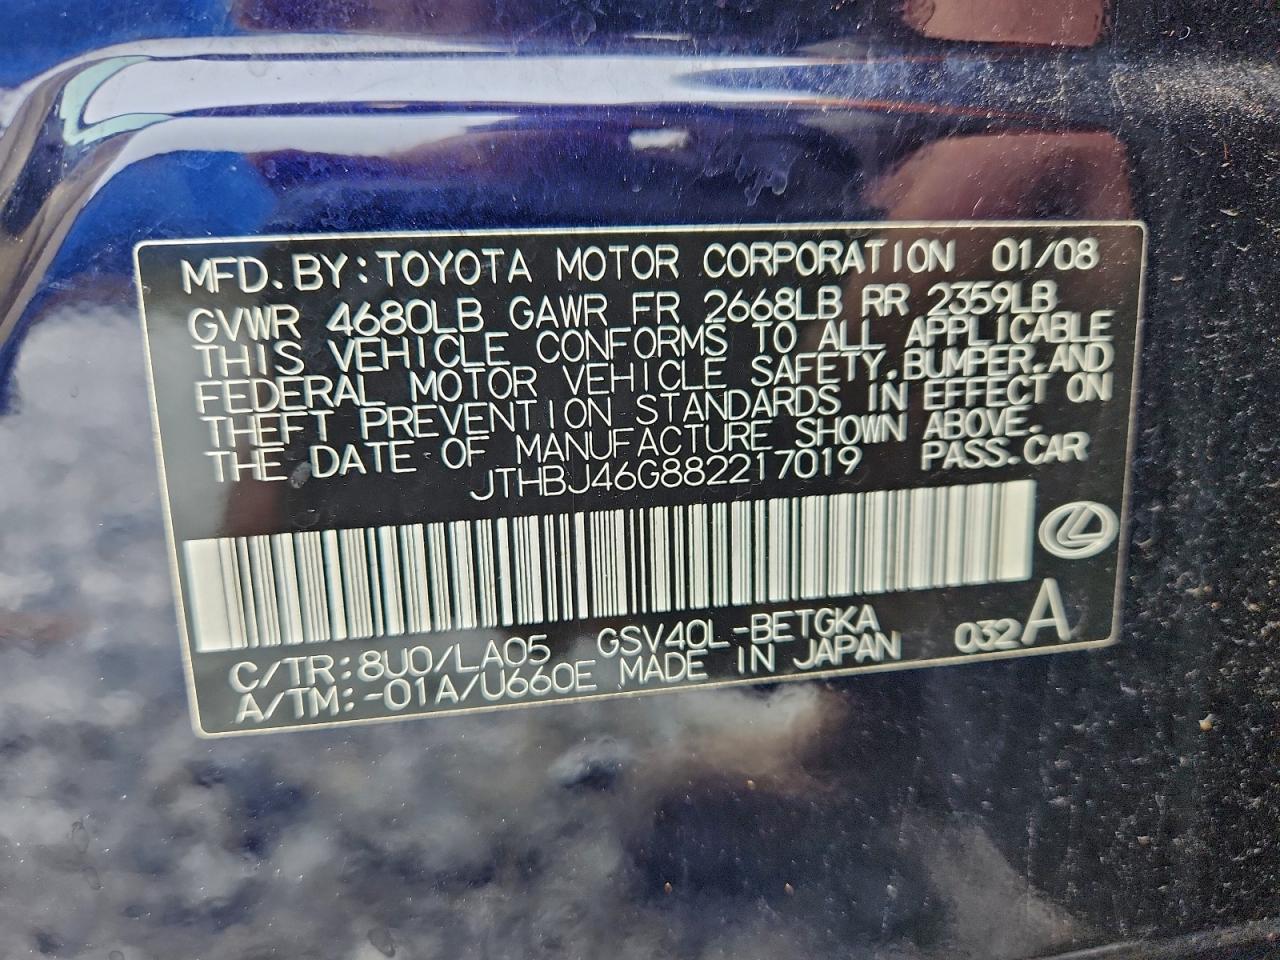 MFD. BY: TOYOTA MOTOR CORPORATION 01/08
GVWR 4680LB GAWR FR 2668LB RR 2359LB
THIS VEHICLE CONFORMS TO ALL APPLICABLE
FEDERAL MOTOR VEHICLE SAFETY, BUMPER, AND
THEFT PREVENTION STANDARDS IN EFFECT ON
THE DATE OF MANUFACTURE SHOWN ABOVE.
JTHBJ46G882217019 PASS. CAR
C/TR: 8U0/LA05 GSV40L-BETGKA
A/TM: -01A/U660E MADE IN JAPAN 032 A